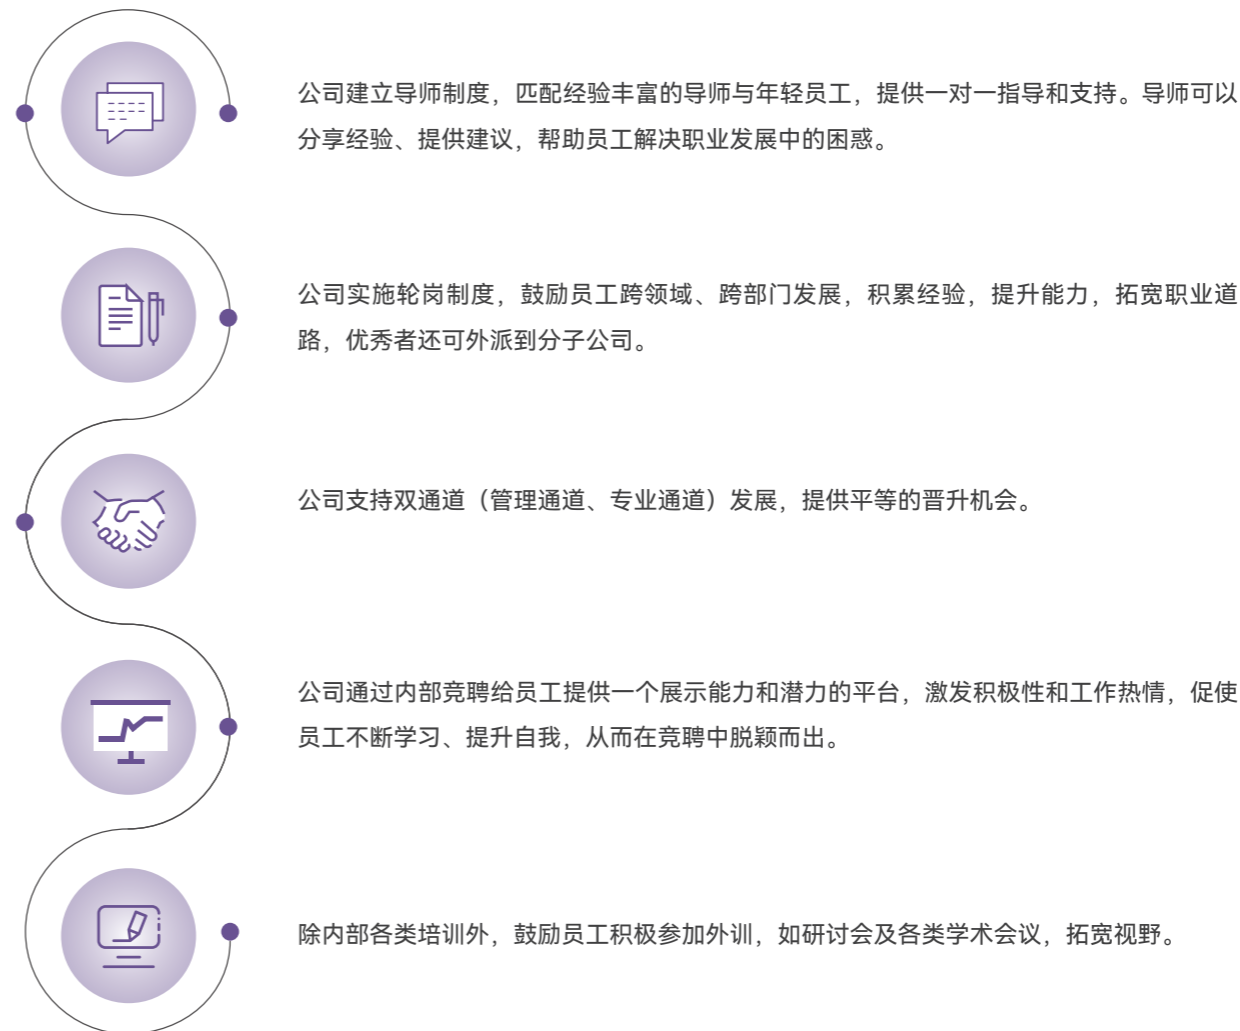 公司建立导师制度，匹配经验丰富的导师与年轻员工，提供一对一指导和支持。导师可以
分享经验、提供建议，帮助员工解决职业发展中的困惑。
公司实施轮岗制度，鼓励员工跨领域、跨部门发展，积累经验，提升能力，拓宽职业道
路，优秀者还可外派到分子公司。
公司支持双通道（管理通道、专业通道）发展，提供平等的晋升机会。
公司通过内部竞聘给员工提供一个展示能力和潜力的平台，激发积极性和工作热情，促使
员工不断学习、提升自我，从而在竞聘中脱颖而出。
除内部各类培训外，鼓励员工积极参加外训，如研讨会及各类学术会议，拓宽视野。